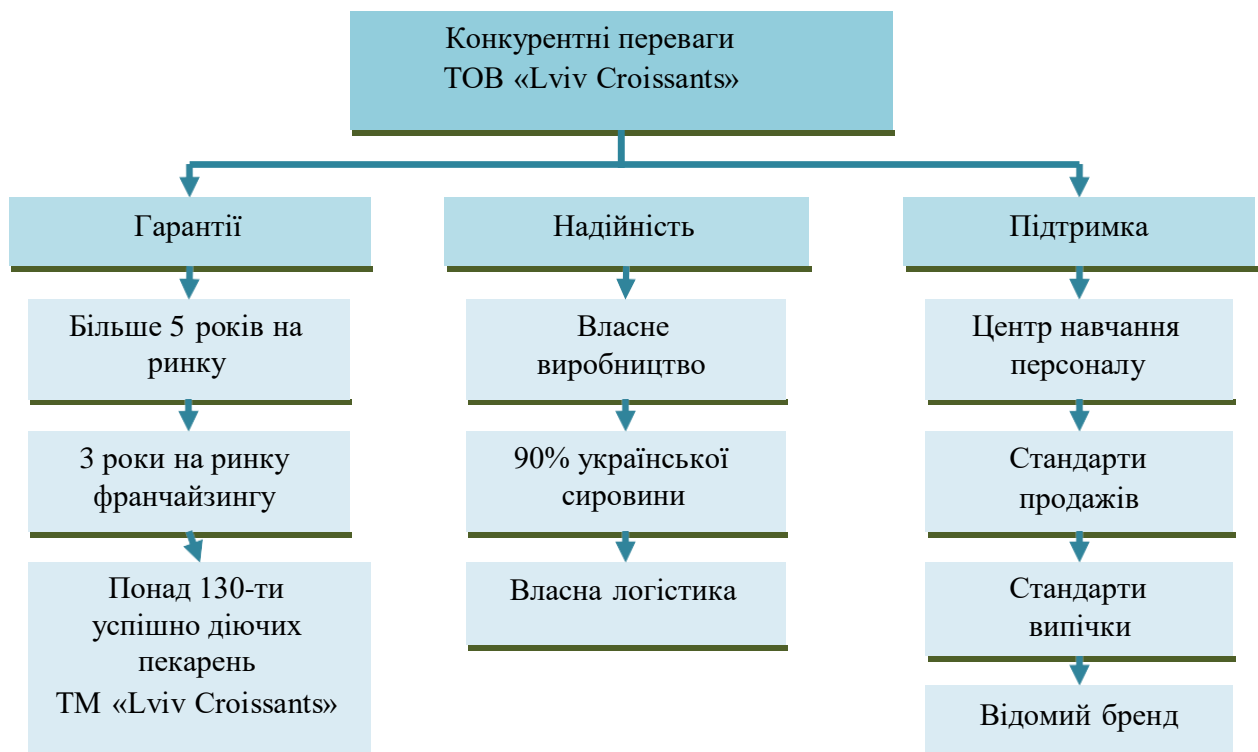 Конкурентні переваги
ТОВ «Lviv Croissants»
Гарантії
Більше 5 років на
ринку
3 роки на ринку
франчайзингу
Понад 130-ти
успішно діючих
пекарень
ТМ «Lviv Croissants»
Надійність
Власне
виробництво
90% української
сировини
Власна логістика
Підтримка
Центр навчання
персоналу
Стандарти
продажів
Стандарти
випічки
Відомий бренд